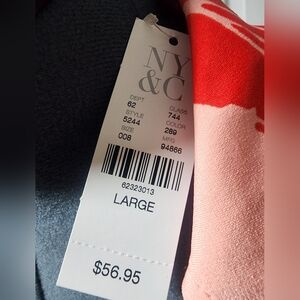 NY
&C
DEPT CLASS
62 744
STYLE COLOR
5244 289
SIZE MFG
008 94866
62323013
LARGE
$56.95